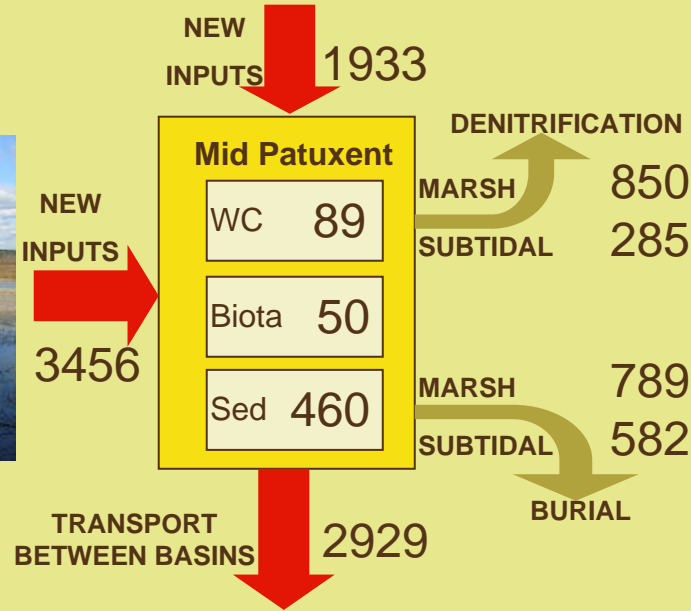 NEW
INPUTS 1933
DENITRIFICATION
Mid Patuxent
MARSH 850
WC 89
SUBTIDAL 285
NEW
INPUTS
3456
Biota 50
Sed 460
MARSH 789
SUBTIDAL 582
BURIAL
TRANSPORT
BETWEEN BASINS 2929